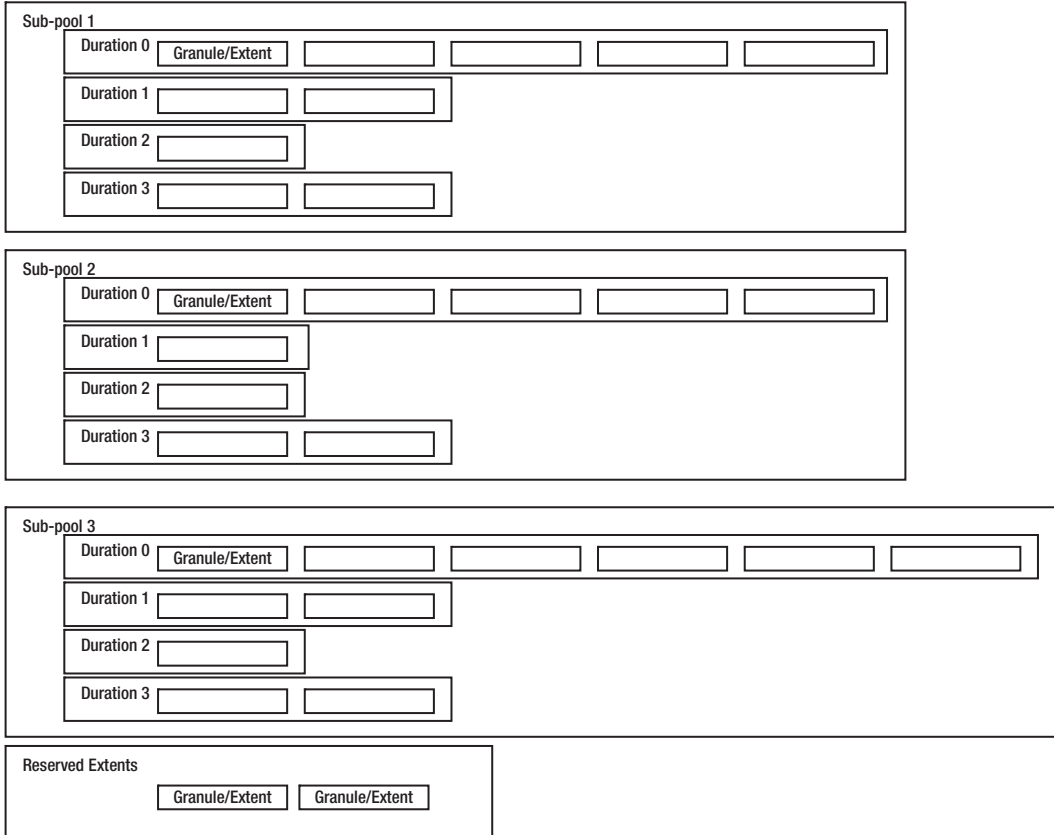 Sub-pool 1
Duration 0 Granule/Extent
Duration 1
Duration 2
Duration 3
Sub-pool 2
Duration 0 Granule/Extent
Duration 1
Duration 2
Duration 3
Sub-pool 3
Duration 0 Granule/Extent
Duration 1
Duration 2
Duration 3
Reserved Extents
Granule/Extent Granule/Extent